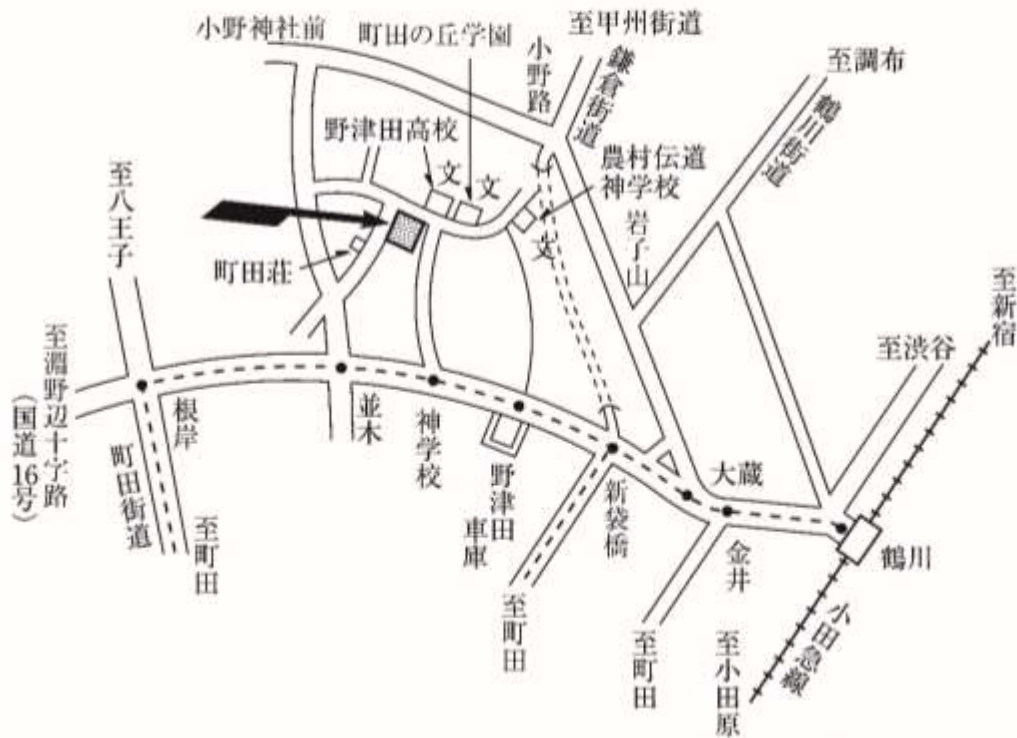 小野神社前
町田の丘学園
小野路
至甲州街道
鎌倉街道
至調布
鶴川街道
野津田高校
文
文
農村伝道
神学校
文
岩子山
至八王子
町田荘
至新宿
至渋谷
至淵野辺十字路
(国道16号)
根岸
町田街道
至町田
並木
神学校
野津田
車庫
新袋橋
至町田
大蔵
金井
至町田
鶴川
至小田原
小田急線